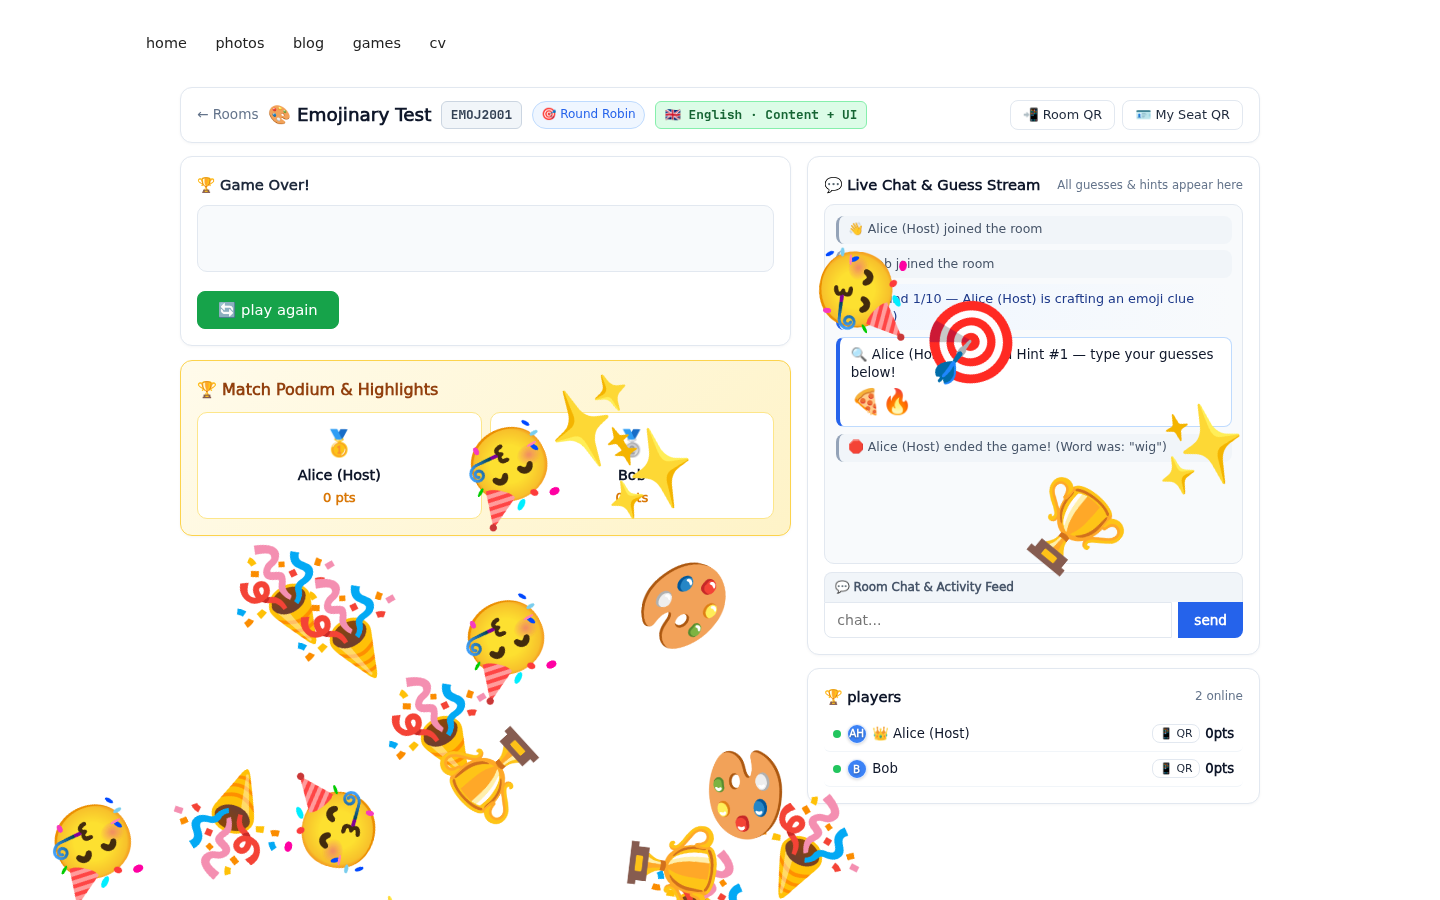 home photos blog games cv
← Rooms Emojinary Test EMOJ2001 Round Robin English · Content + UI Room QR My Seat QR
Game Over!
play again
Match Podium & Highlights
Alice (Host)
0 pts
Bob
Live Chat & Guess Stream All guesses & hints appear here
Alice (Host) joined the room
joined the room
1/10 — Alice (Host) is crafting an emoji clue
Alice Hint #1 — type your guesses
below!
Alice (Host) ended the game! (Word was: "wig")
Room Chat & Activity Feed
chat...
send
players 2 online
AH Alice (Host) QR 0pts
B Bob QR 0pts